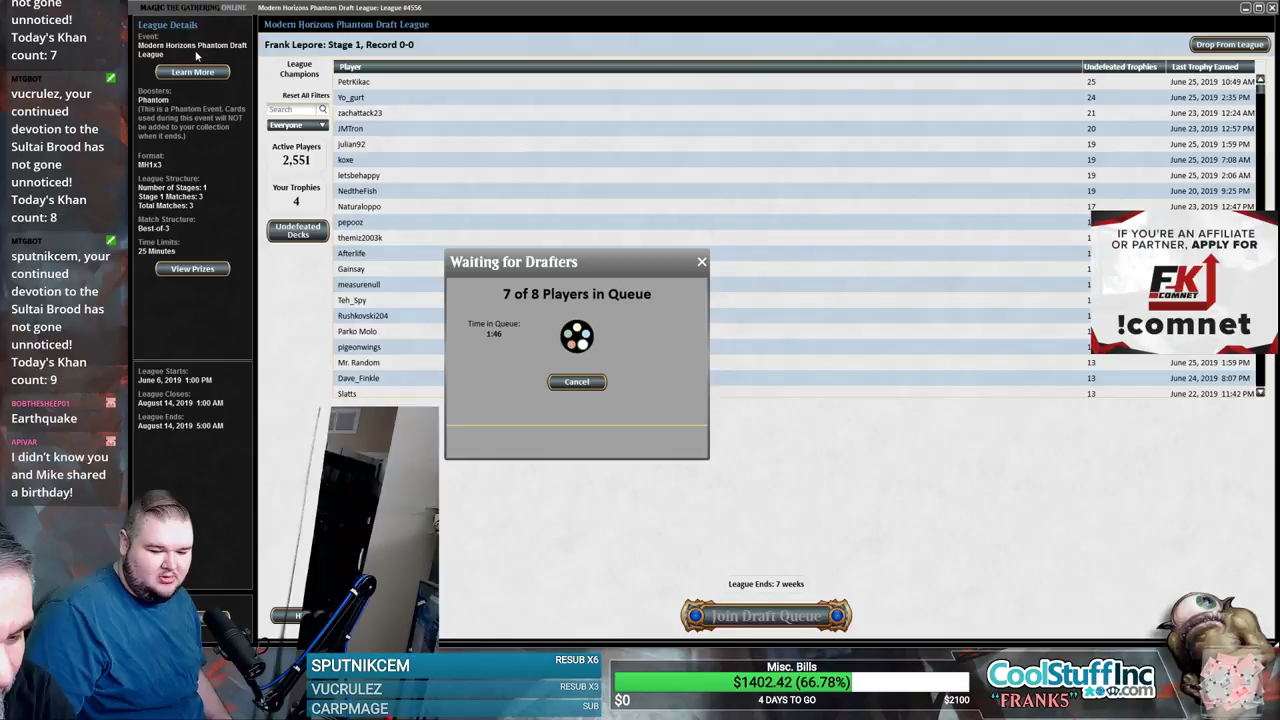 not gone
unnoticed!
Today's Khan
count: 7
MTGBOT
vucrulez, your
continued
devotion to the
Sultai Brood has
not gone
unnoticed!
Today's Khan
count: 8
MTGBOT
sputnikcem, your
continued
devotion to the
Sultai Brood has
not gone
unnoticed!
Today's Khan
count: 9
BOBTHESHEEP01
Earthquake
APIVAR
I didn't know you
and Mike shared
a birthday!
MAGIC: THE GATHERING ONLINE
Modern Horizons Phantom Draft League: League #4556
League Details
Event:
Modern Horizons Phantom Draft
League
Learn More
Boosters:
Phantom
(This is a Phantom Event. Cards
used during this event will NOT
be added to your collection
when it ends.)
Format:
MH1x3
League Structure:
Number of Stages: 1
Stage 1 Matches: 3
Total Matches: 3
Match Structure:
Best-of-3
Time Limits:
25 Minutes
View Prizes
League Starts:
June 6, 2019 1:00 PM
League Closes:
August 14, 2019 1:00 AM
League Ends:
August 14, 2019 5:00 AM
Modern Horizons Phantom Draft League
Frank Lepore: Stage 1, Record 0-0
Drop From League
League
Champions
Reset All Filters
Search
Everyone
Active Players
2,551
Your Trophies
4
Undefeated
Decks
Player Undefeated Trophies Last Trophy Earned
PetrKikac 25 June 25, 2019 10:49 AM
Yo_gurt 24 June 25, 2019 2:35 PM
zachattack23 21 June 23, 2019 12:24 AM
JMTron 20 June 23, 2019 12:57 PM
julian92 19 June 25, 2019 1:59 PM
koxe 19 June 25, 2019 7:08 AM
letsbehappy 19 June 25, 2019 2:06 AM
NedtheFish 19 June 20, 2019 9:25 PM
Naturaloppo 17 June 23, 2019 12:47 PM
pepooz
themiz2003k
Afterlife
Gainsay
measurenull
Teh_Spy
Rushkovski204
Parko Molo
pigeonwings
Mr. Random 13 June 25, 2019 1:59 PM
Dave_Finkle 13 June 24, 2019 8:07 PM
Slatts 13 June 22, 2019 11:42 PM
Waiting for Drafters
7 of 8 Players in Queue
Time in Queue:
1:46
Cancel
IF YOU'RE AN AFFILIATE
OR PARTNER, APPLY FOR
!comnet
League Ends: 7 weeks
Join Draft Queue
SPUTNIKCEM RESUB X6
VUCRULEZ RESUB X3
CARPMAGE SUB
Misc. Bills
$1402.42 (66.78%)
$0 4 DAYS TO GO $2100
CoolStuffInc
.com
"FRANK5"